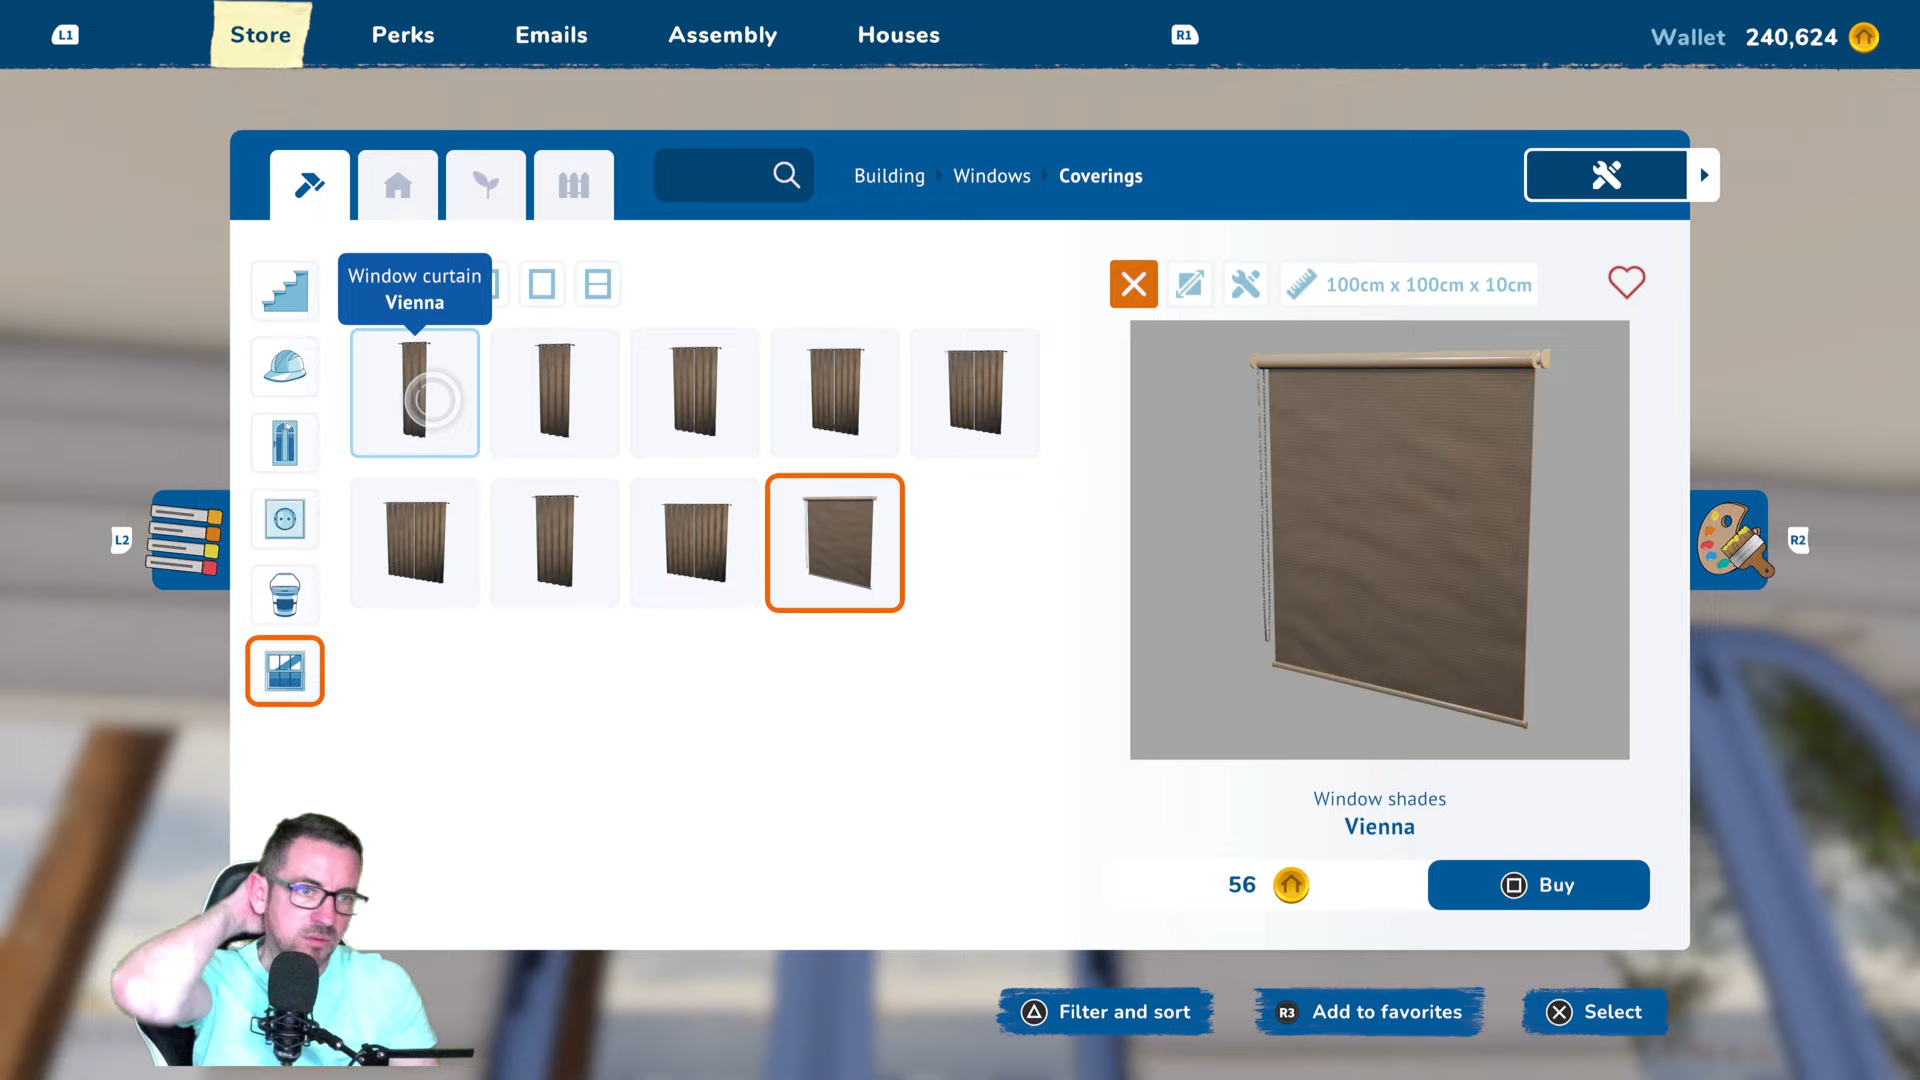 L1
Store
Perks
Emails
Assembly
Houses
R1
Wallet 240,624
Building
Windows
Coverings
Window curtain
Vienna
100cm x 100cm x 10cm
L2
R2
Window shades
Vienna
56
Buy
Filter and sort
R3 Add to favorites
Select